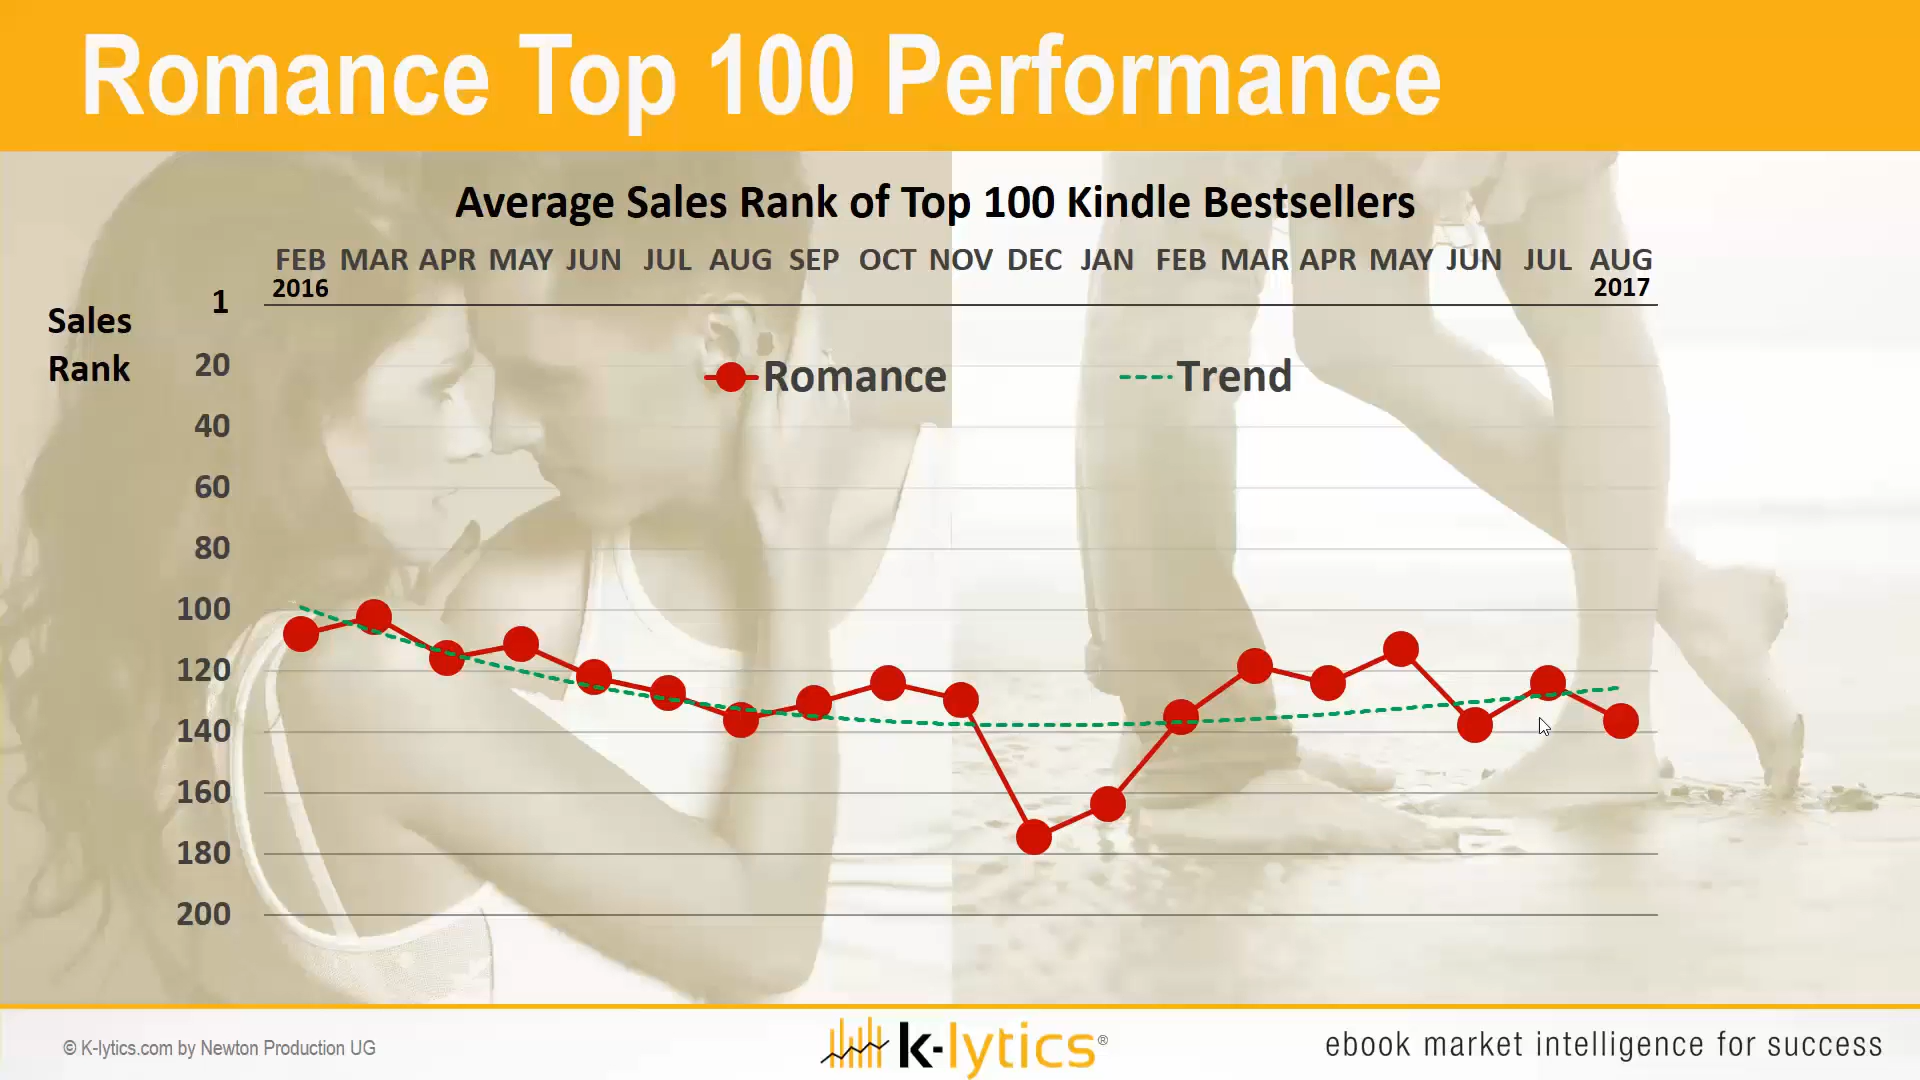 Romance Top 100 Performance
Average Sales Rank of Top 100 Kindle Bestsellers
FEB MAR APR MAY JUN JUL AUG SEP OCT NOV DEC JAN FEB MAR APR MAY JUN JUL AUG
2016 2017
Sales
Rank
1
20
40
60
80
100
120
140
160
180
200
Romance Trend
© K-lytics.com by Newton Production UG
k-lytics®
ebook market intelligence for success